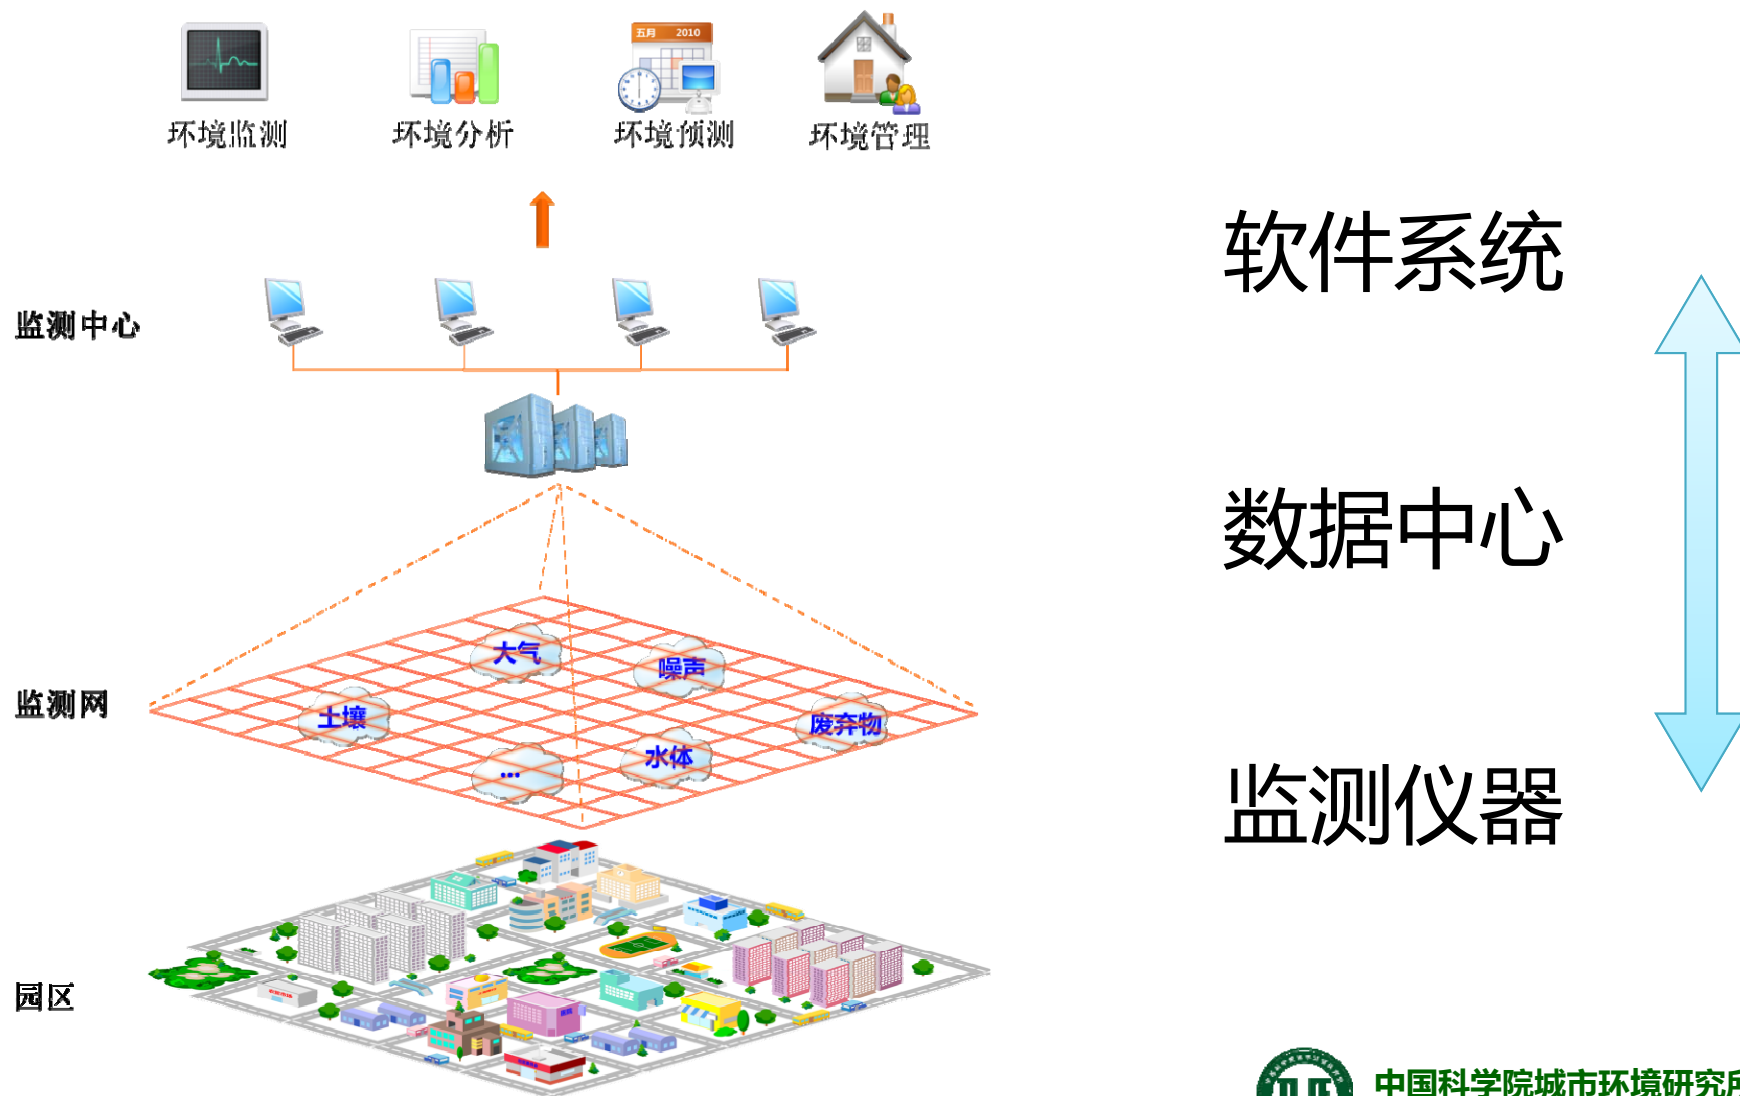 五月 2010
环境监测
环境分析
环境预测
环境管理
软件系统
监测中心
数据中心
大气
噪声
监测网
土壤
废弃物
水体
...
监测仪器
园区
中国科学院城市环境研究所